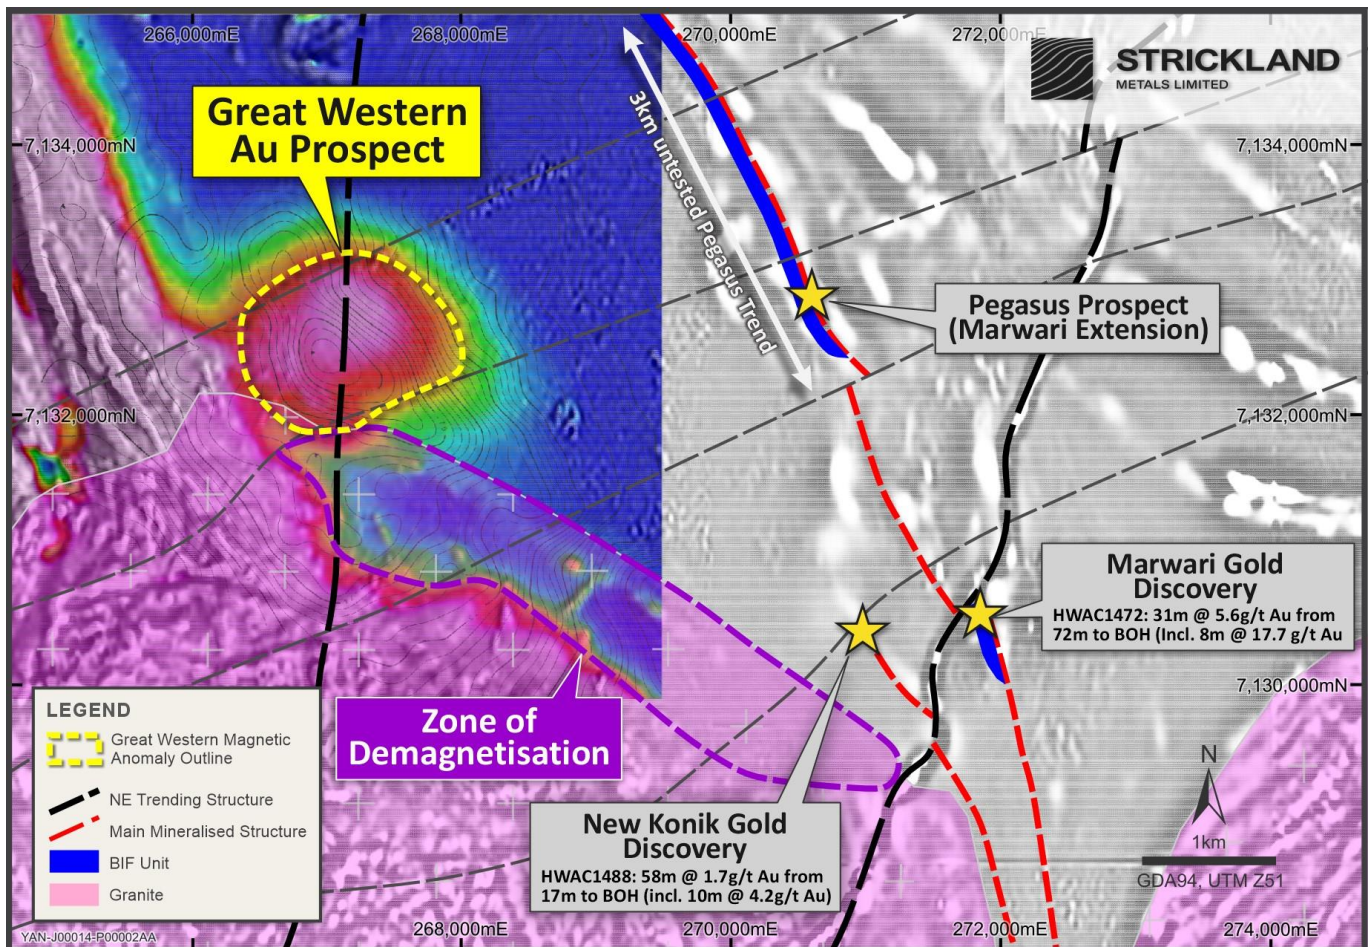 266,000mE
268,000mE
270,000mE
272,000mE
STRICKLAND
METALS LIMITED
Great Western
Au Prospect
7,134,000mN
7,134,000mN
3km untested Pegasus Trend
Pegasus Prospect
(Marwari Extension)
7,132,000mN
7,132,000mN
Marwari Gold
Discovery
HWAC1472: 31m @ 5.6g/t Au from
72m to BOH (Incl. 8m @ 17.7 g/t Au
7,130,000mN
Zone of
Demagnetisation
LEGEND
Great Western Magnetic
Anomaly Outline
NE Trending Structure
Main Mineralised Structure
BIF Unit
Granite
New Konik Gold
Discovery
HWAC1488: 58m @ 1.7g/t Au from
17m to BOH (incl. 10m @ 4.2g/t Au)
N
1km
GDA94, UTM Z51
YAN-J00014-P00002AA
268,000mE
270,000mE
272,000mE
274,000mE